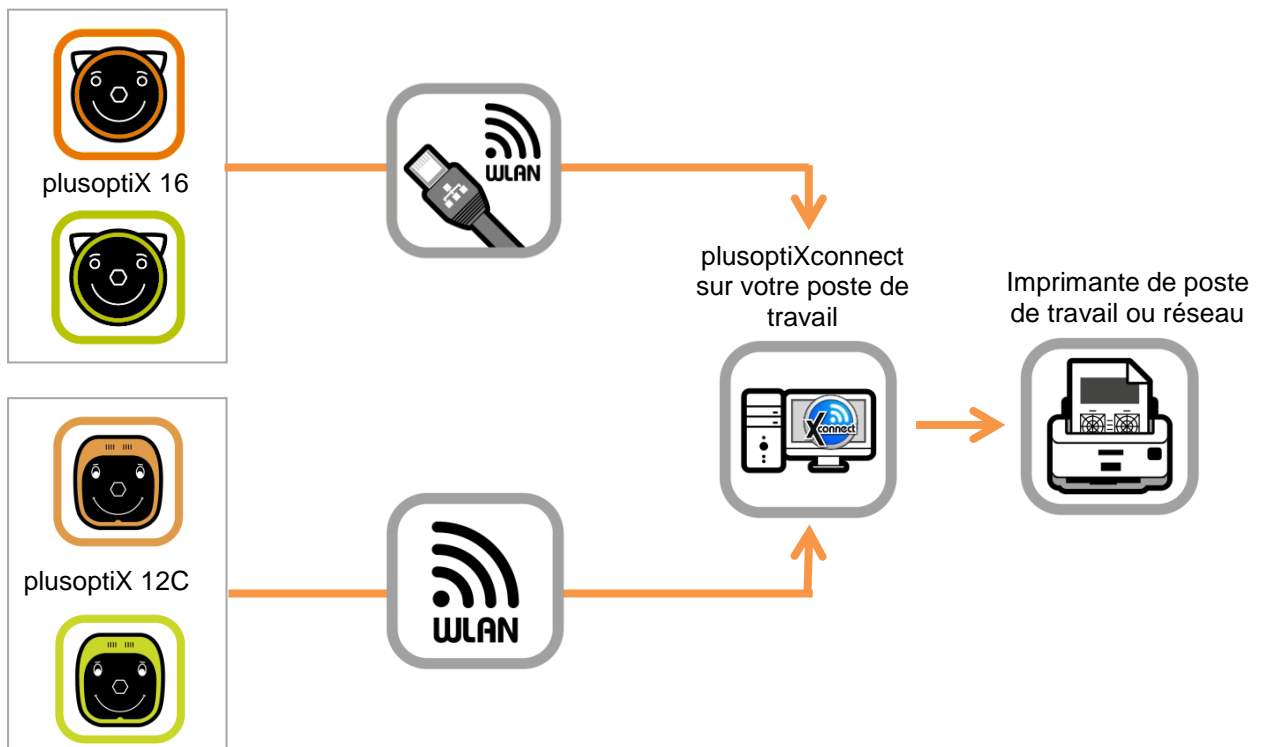 plusoptiX 16
WLAN
plusoptiXconnect
sur votre poste de
travail
Imprimante de poste
de travail ou réseau
Xconnect
plusoptiX 12C
WLAN